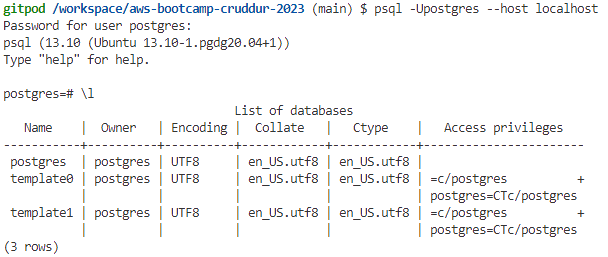 gitpod /workspace/aws-bootcamp-cruddur-2023 (main) $ psql -Upostgres --host localhost
Password for user postgres:
psql (13.10 (Ubuntu 13.10-1.pgdg20.04+1))
Type "help" for help.

postgres=# \l
                              List of databases
   Name    |  Owner   | Encoding |  Collate   |   Ctype    |   Access privileges
-----------+----------+----------+------------+------------+-----------------------
 postgres  | postgres | UTF8     | en_US.utf8 | en_US.utf8 |
 template0 | postgres | UTF8     | en_US.utf8 | en_US.utf8 | =c/postgres          +
           |          |          |            |            | postgres=CTc/postgres
 template1 | postgres | UTF8     | en_US.utf8 | en_US.utf8 | =c/postgres          +
           |          |          |            |            | postgres=CTc/postgres
(3 rows)